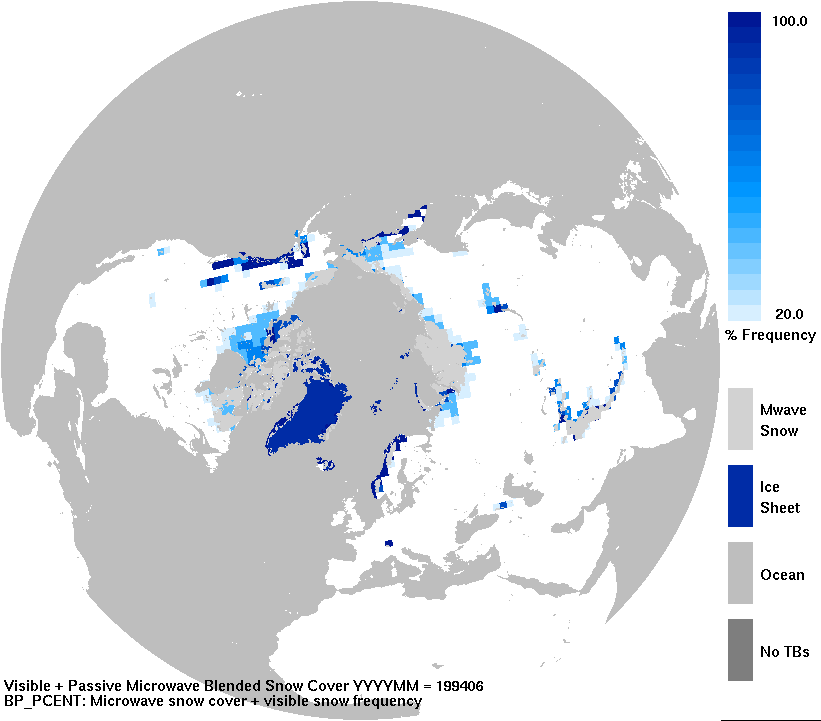 100.0
20.0
% Frequency
Mwave
Snow
Ice
Sheet
Ocean
No TBs
Visible + Passive Microwave Blended Snow Cover YYYYMM = 199406
BP_PCENT: Microwave snow cover + visible snow frequency